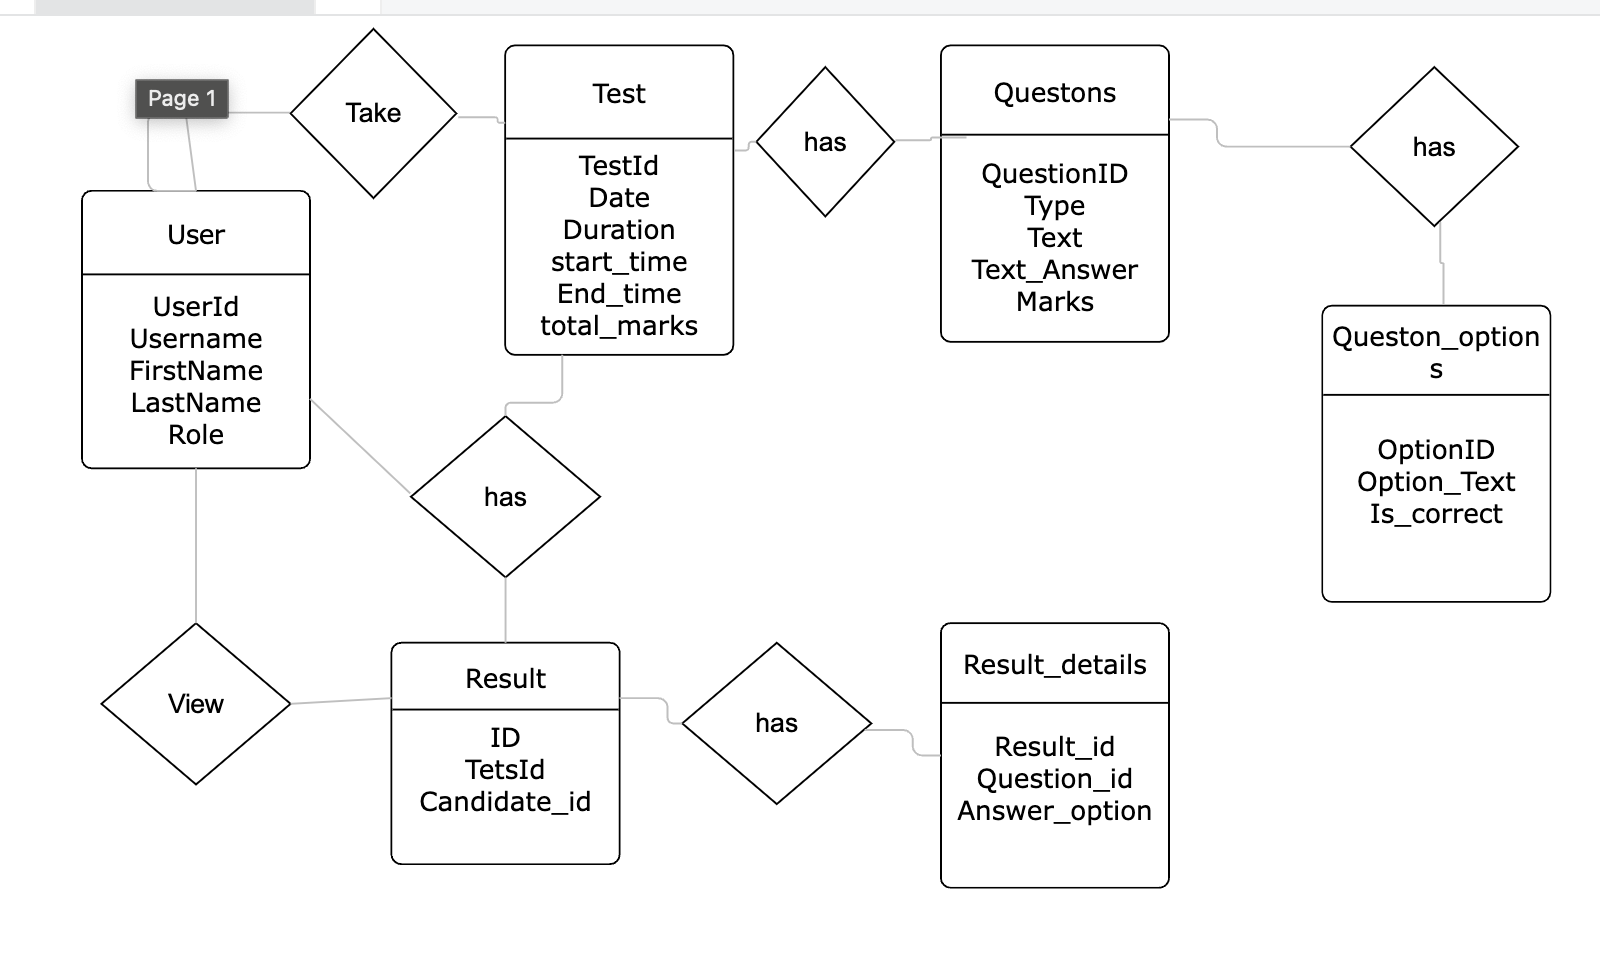 Page 1
Take
Test
TestId
Date
Duration
start_time
End_time
total_marks
has
Questons
QuestionID
Type
Text
Text_Answer
Marks
has
User
UserId
Username
FirstName
LastName
Role
Queston_option
s
OptionID
Option_Text
Is_correct
has
View
Result
ID
TetsId
Candidate_id
has
Result_details
Result_id
Question_id
Answer_option